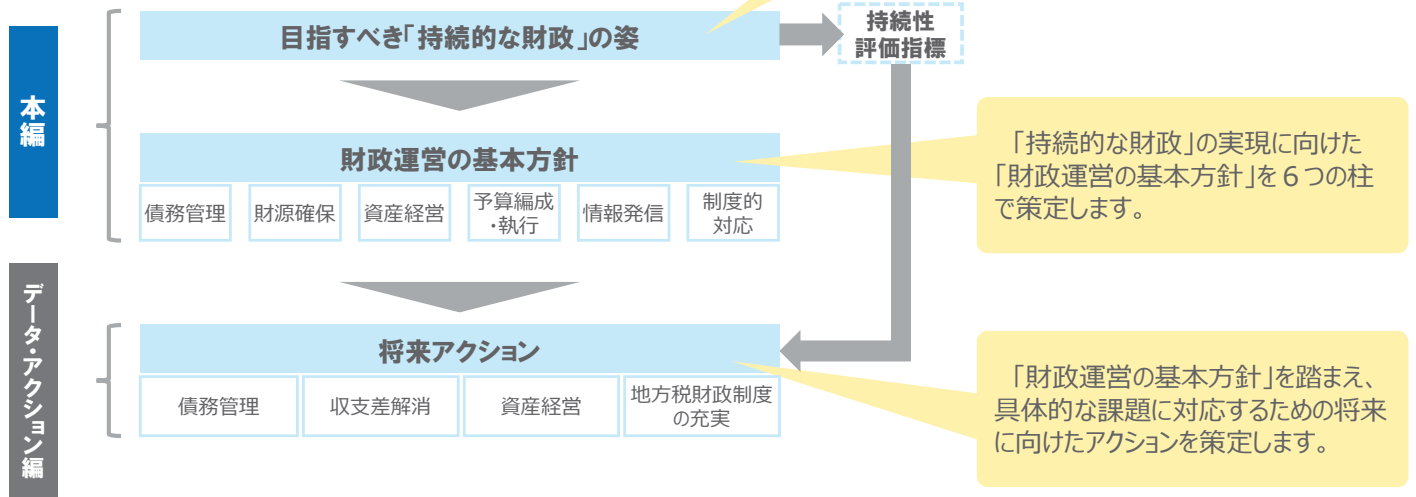 本編
目指すべき「持続的な財政」の姿
持続性
評価指標
財政運営の基本方針
債務管理
財源確保
資産経営
予算編成
・執行
情報発信
制度的
対応
「持続的な財政」の実現に向けた
「財政運営の基本方針」を６つの柱
で策定します。
データ・アクション編
将来アクション
債務管理
収支差解消
資産経営
地方税財政制度
の充実
「財政運営の基本方針」を踏まえ、
具体的な課題に対応するための将来
に向けたアクションを策定します。